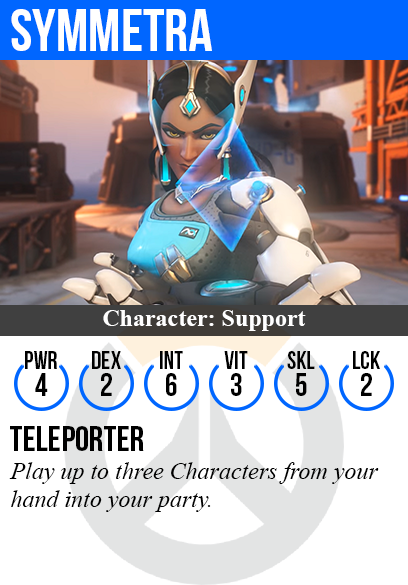 SYMMETRA
Character: Support
PWR DEX INT VIT SKL LCK
4 2 6 3 5 2
TELEPORTER
Play up to three Characters from your
hand into your party.